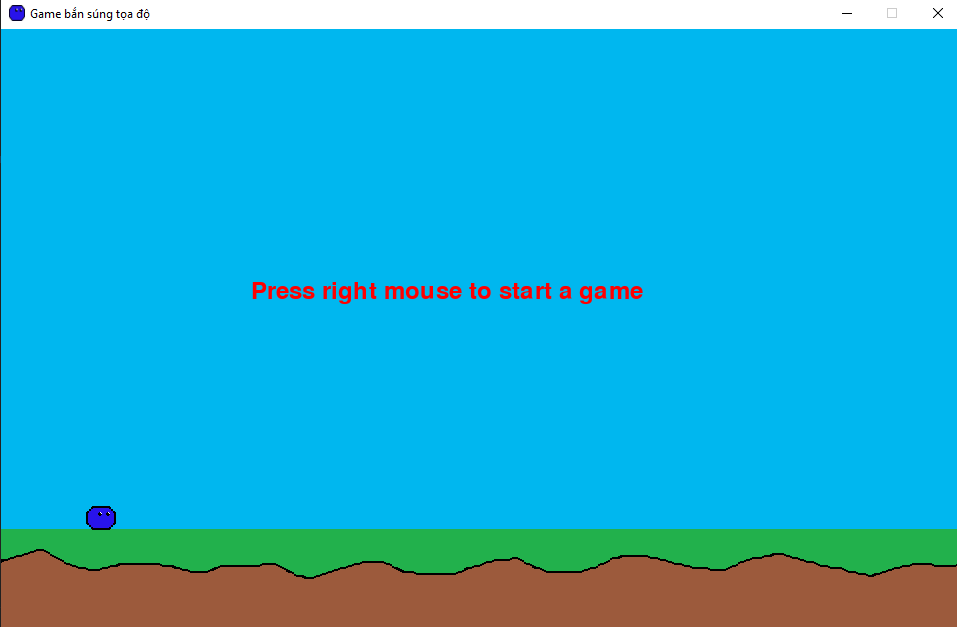 Game bắn súng tọa độ
Press right mouse to start a game